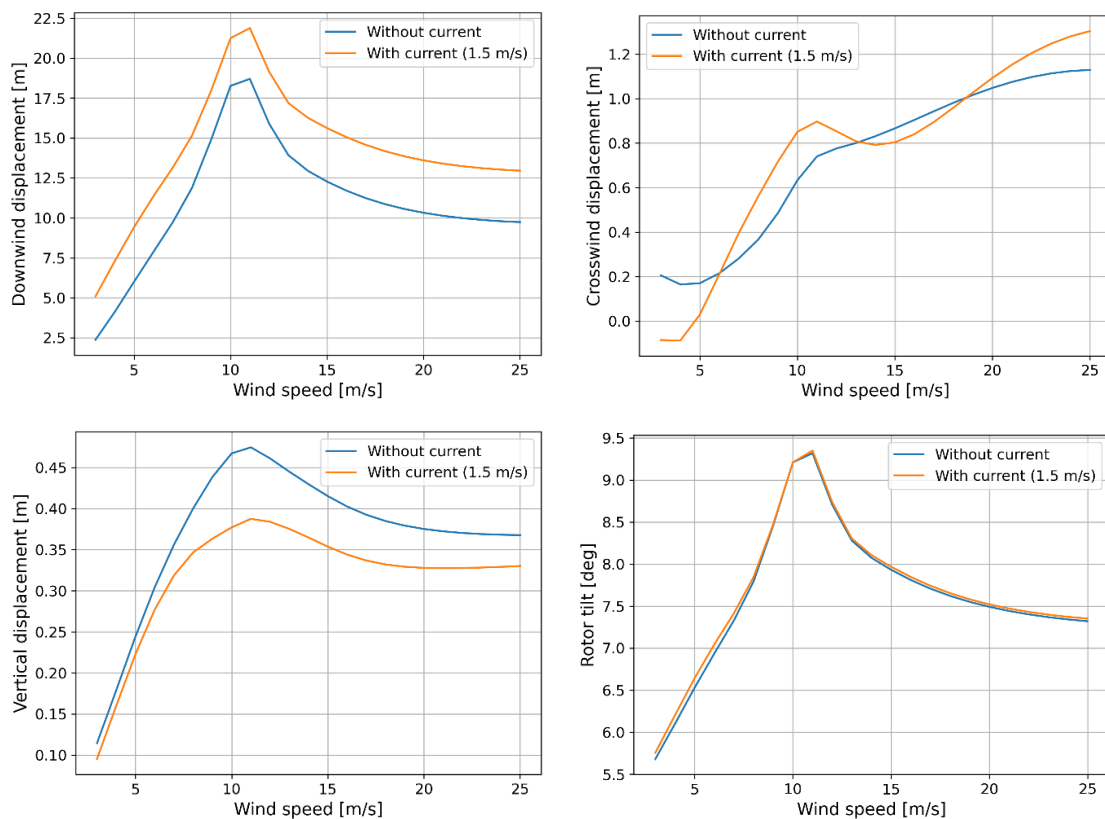 Downwind displacement [m]
22.5
20.0
17.5
15.0
12.5
10.0
7.5
5.0
2.5
Without current
With current (1.5 m/s)
5 10 15 20 25
Wind speed [m/s]
Crosswind displacement [m]
1.2
1.0
0.8
0.6
0.4
0.2
0.0
Without current
With current (1.5 m/s)
5 10 15 20 25
Wind speed [m/s]
Vertical displacement [m]
0.45
0.40
0.35
0.30
0.25
0.20
0.15
0.10
Without current
With current (1.5 m/s)
5 10 15 20 25
Wind speed [m/s]
Rotor tilt [deg]
9.5
9.0
8.5
8.0
7.5
7.0
6.5
6.0
5.5
Without current
With current (1.5 m/s)
5 10 15 20 25
Wind speed [m/s]